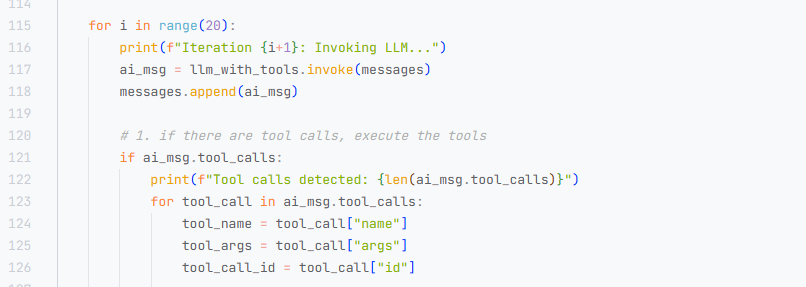 114
115 for i in range(20):
116 print(f"Iteration {i+1}: Invoking LLM...")
117 ai_msg = llm_with_tools.invoke(messages)
118 messages.append(ai_msg)
119
120 # 1. if there are tool calls, execute the tools
121 if ai_msg.tool_calls:
122 print(f"Tool calls detected: {len(ai_msg.tool_calls)}")
123 for tool_call in ai_msg.tool_calls:
124 tool_name = tool_call["name"]
125 tool_args = tool_call["args"]
126 tool_call_id = tool_call["id"]